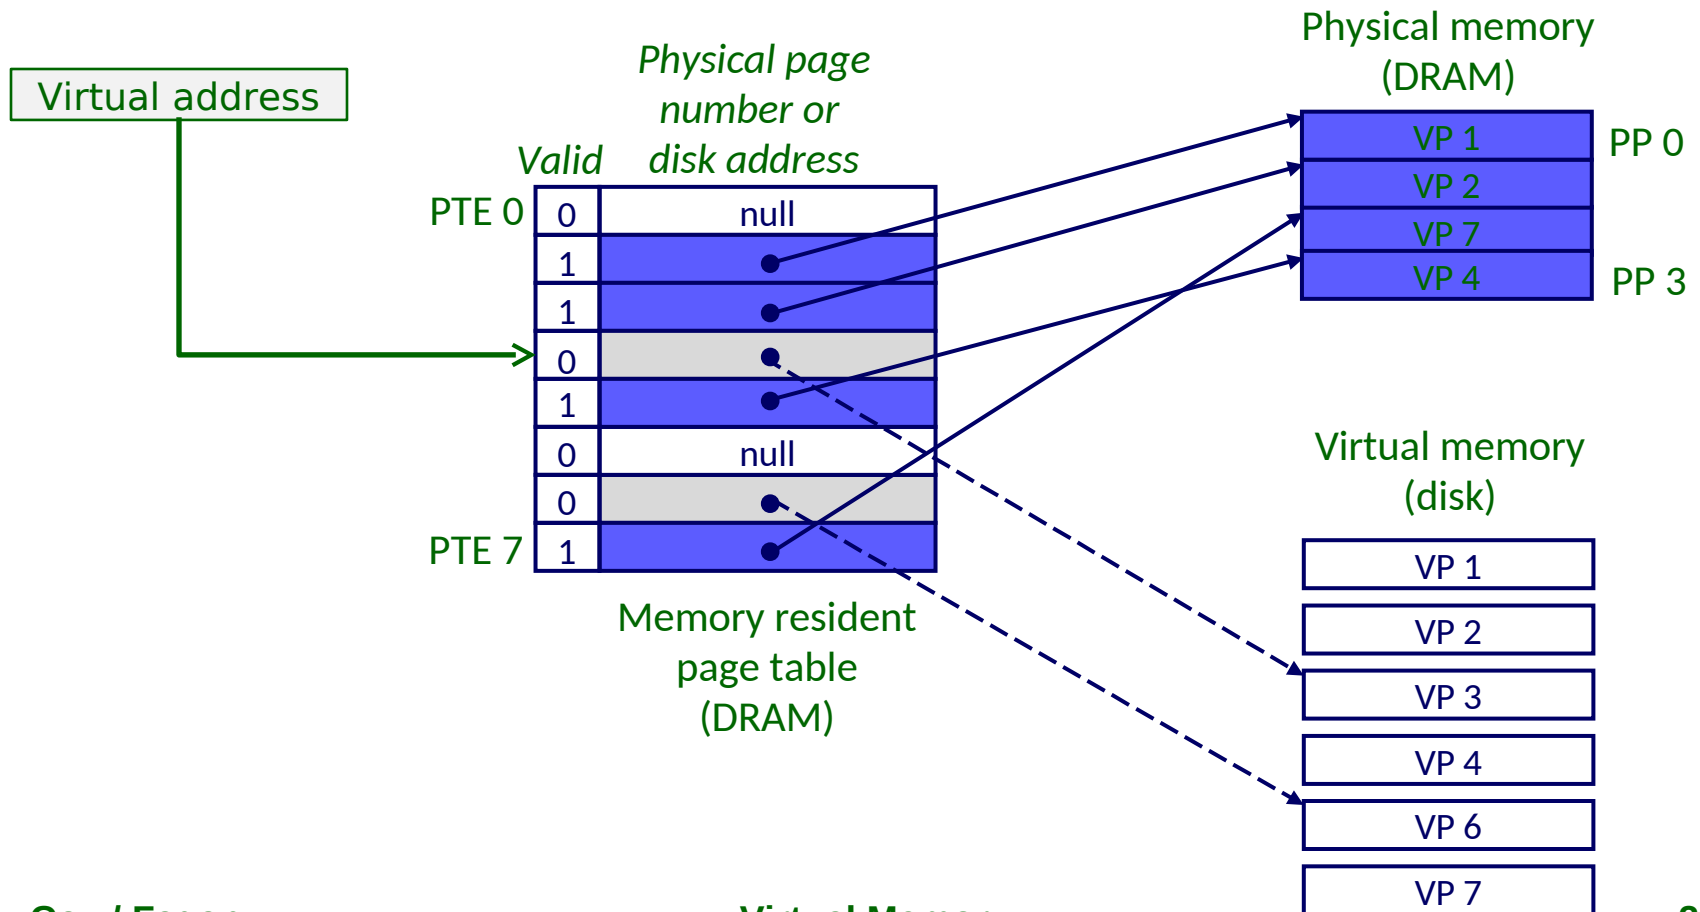 Physical memory
(DRAM)
Virtual address
Physical page
number or
disk address
Valid
PTE 0
0
null
1
1
0
1
0
null
0
PTE 7
1
Memory resident
page table
(DRAM)
VP 1
PP 0
VP 2
VP 7
VP 4
PP 3
Virtual memory
(disk)
VP 1
VP 2
VP 3
VP 4
VP 6
VP 7
Virtual